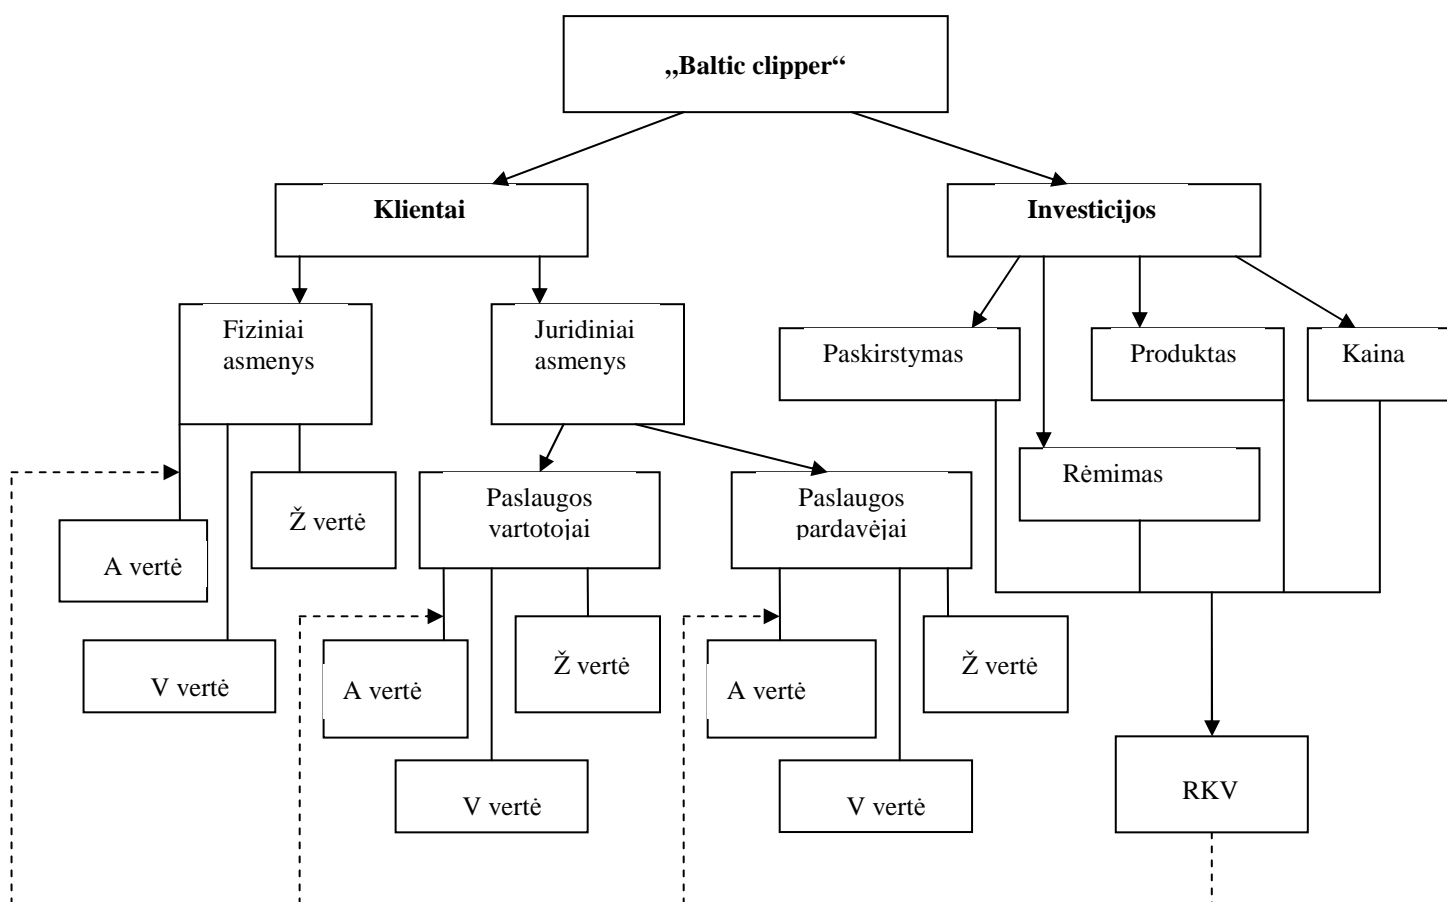 „Baltic clipper“
Klientai
Investicijos
Fiziniai
asmenys
Juridiniai
asmenys
Paskirstymas
Produktas
Kaina
Rėmimas
Paslaugos
vartotojai
Paslaugos
pardavėjai
Ž vertė
A vertė
V vertė
Ž vertė
A vertė
V vertė
Ž vertė
A vertė
V vertė
RKV